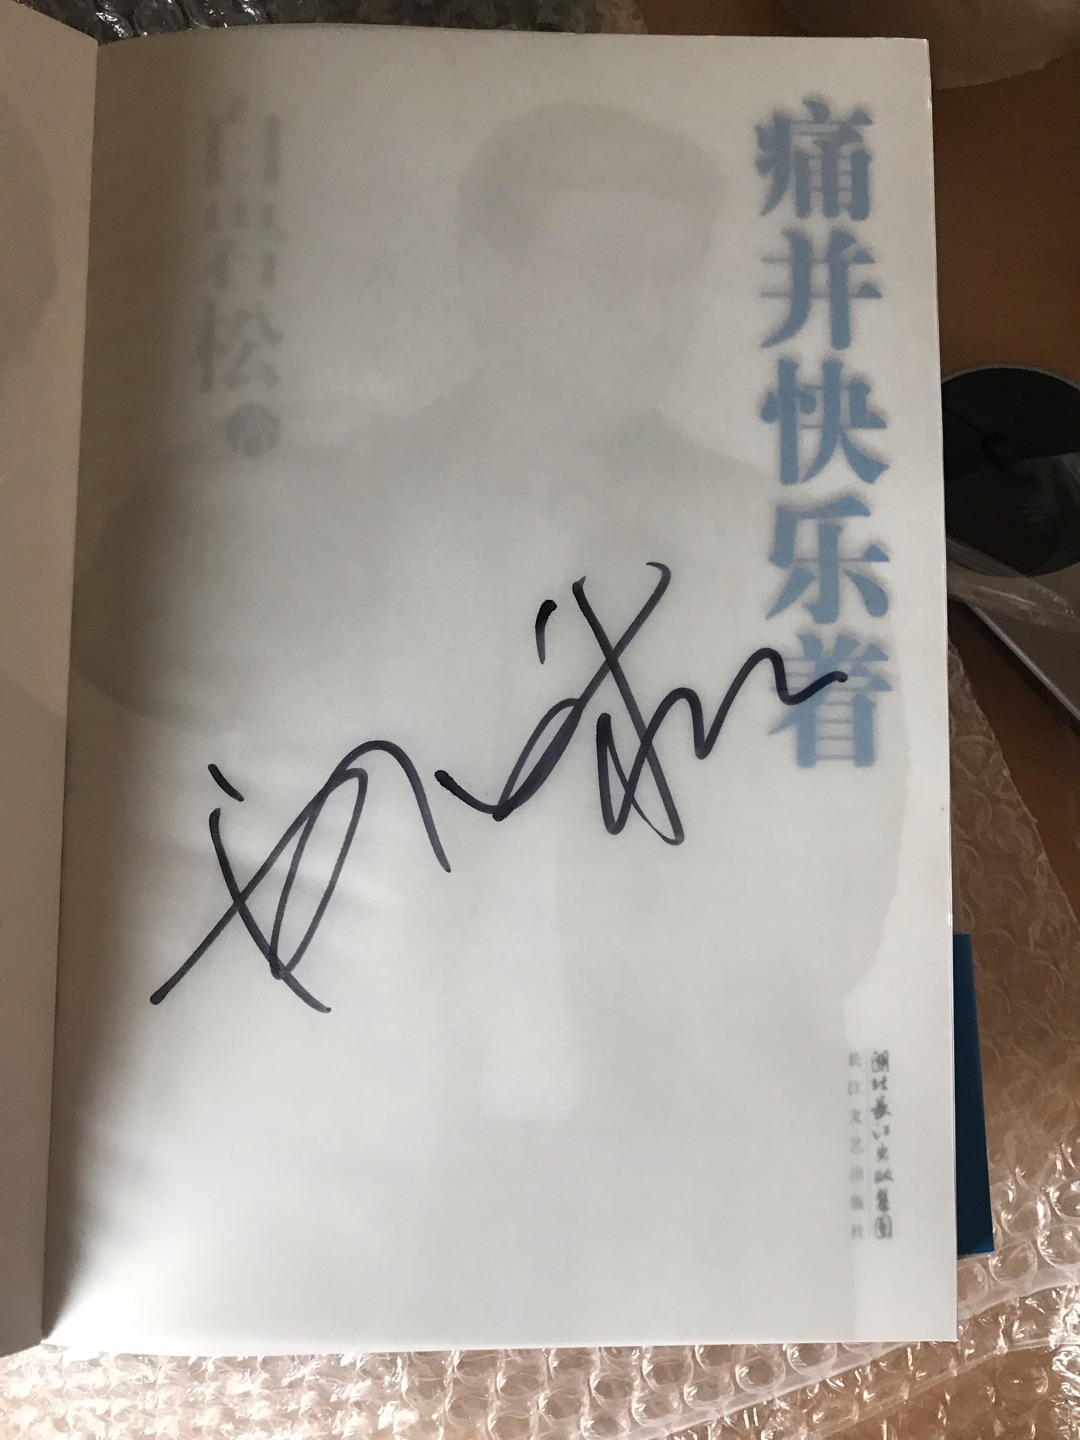 痛并快乐着
白岩松
著
湖北长江出版集团
长江文艺出版社